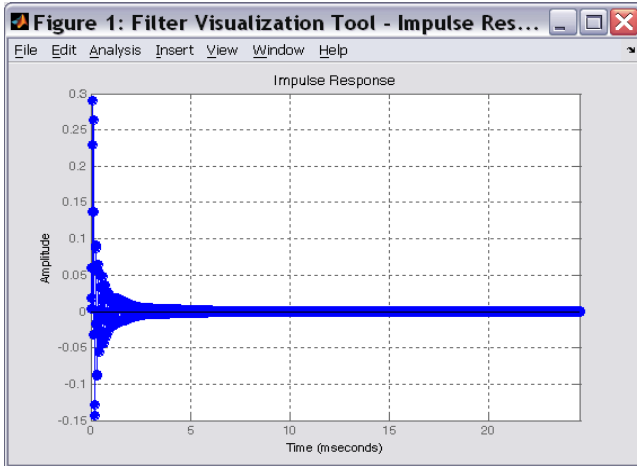 Figure 1: Filter Visualization Tool - Impulse Res...
File Edit Analysis Insert View Window Help
Impulse Response
0.3
0.25
0.2
0.15
0.1
0.05
0
-0.05
-0.1
-0.15
Amplitude
0 5 10 15 20
Time (mseconds)